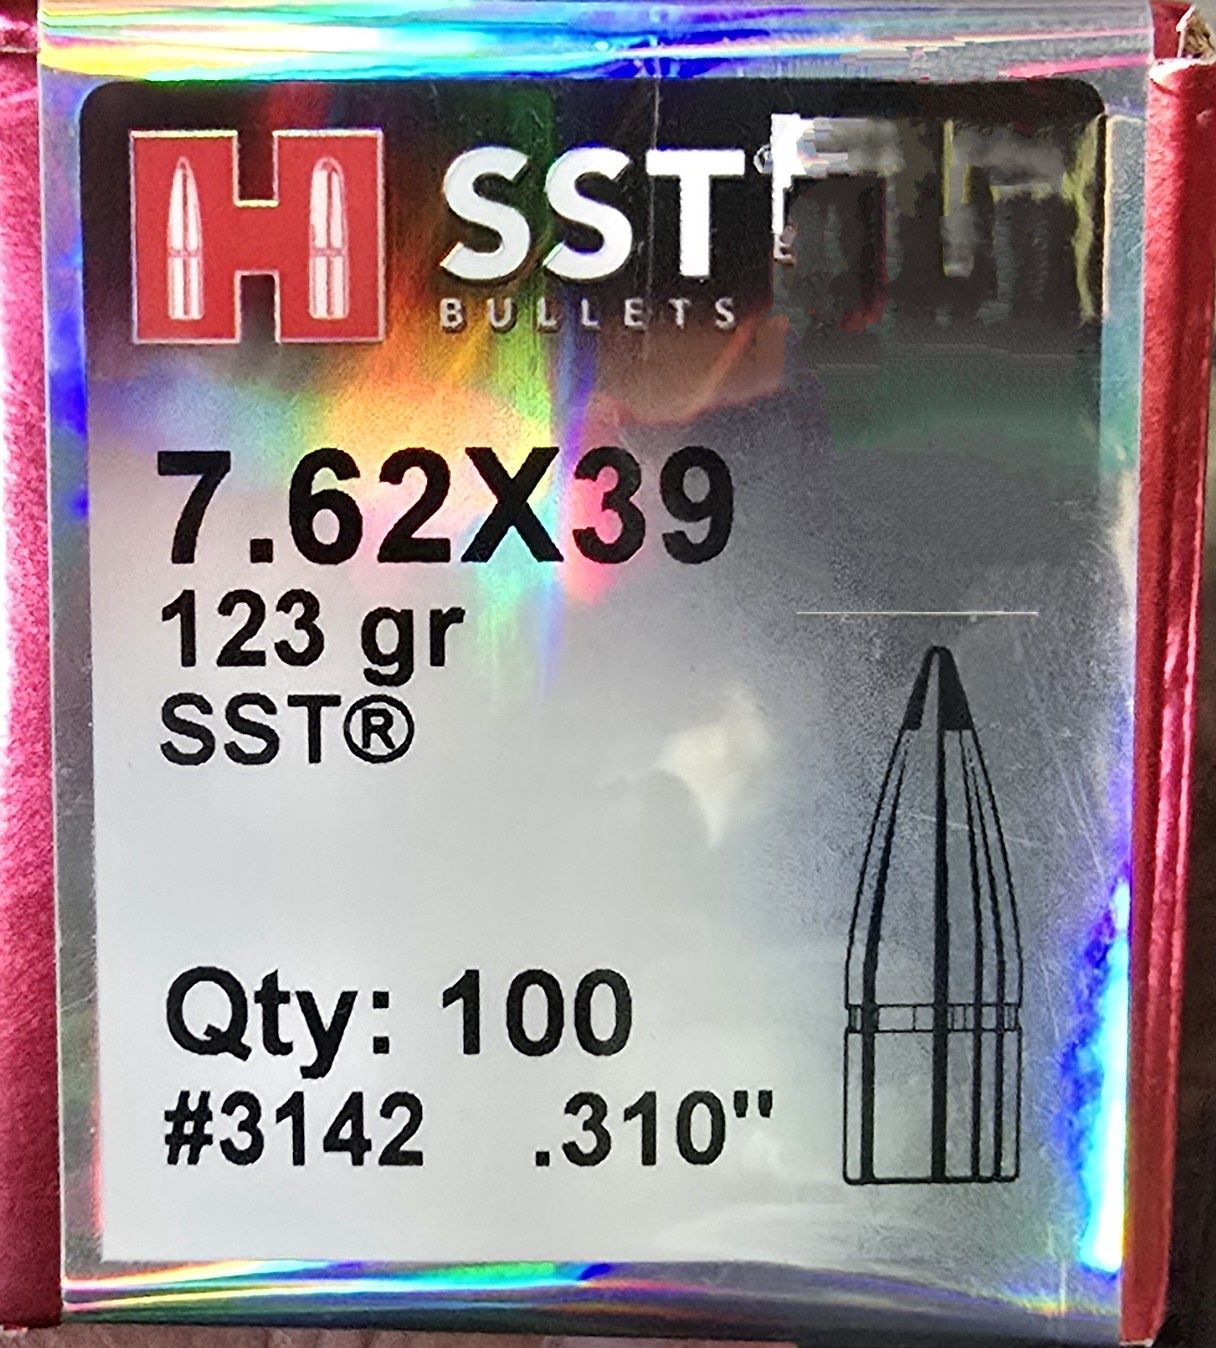 H SST
BULLETS
7.62X39
123 gr
SST®
Qty: 100
#3142 .310"